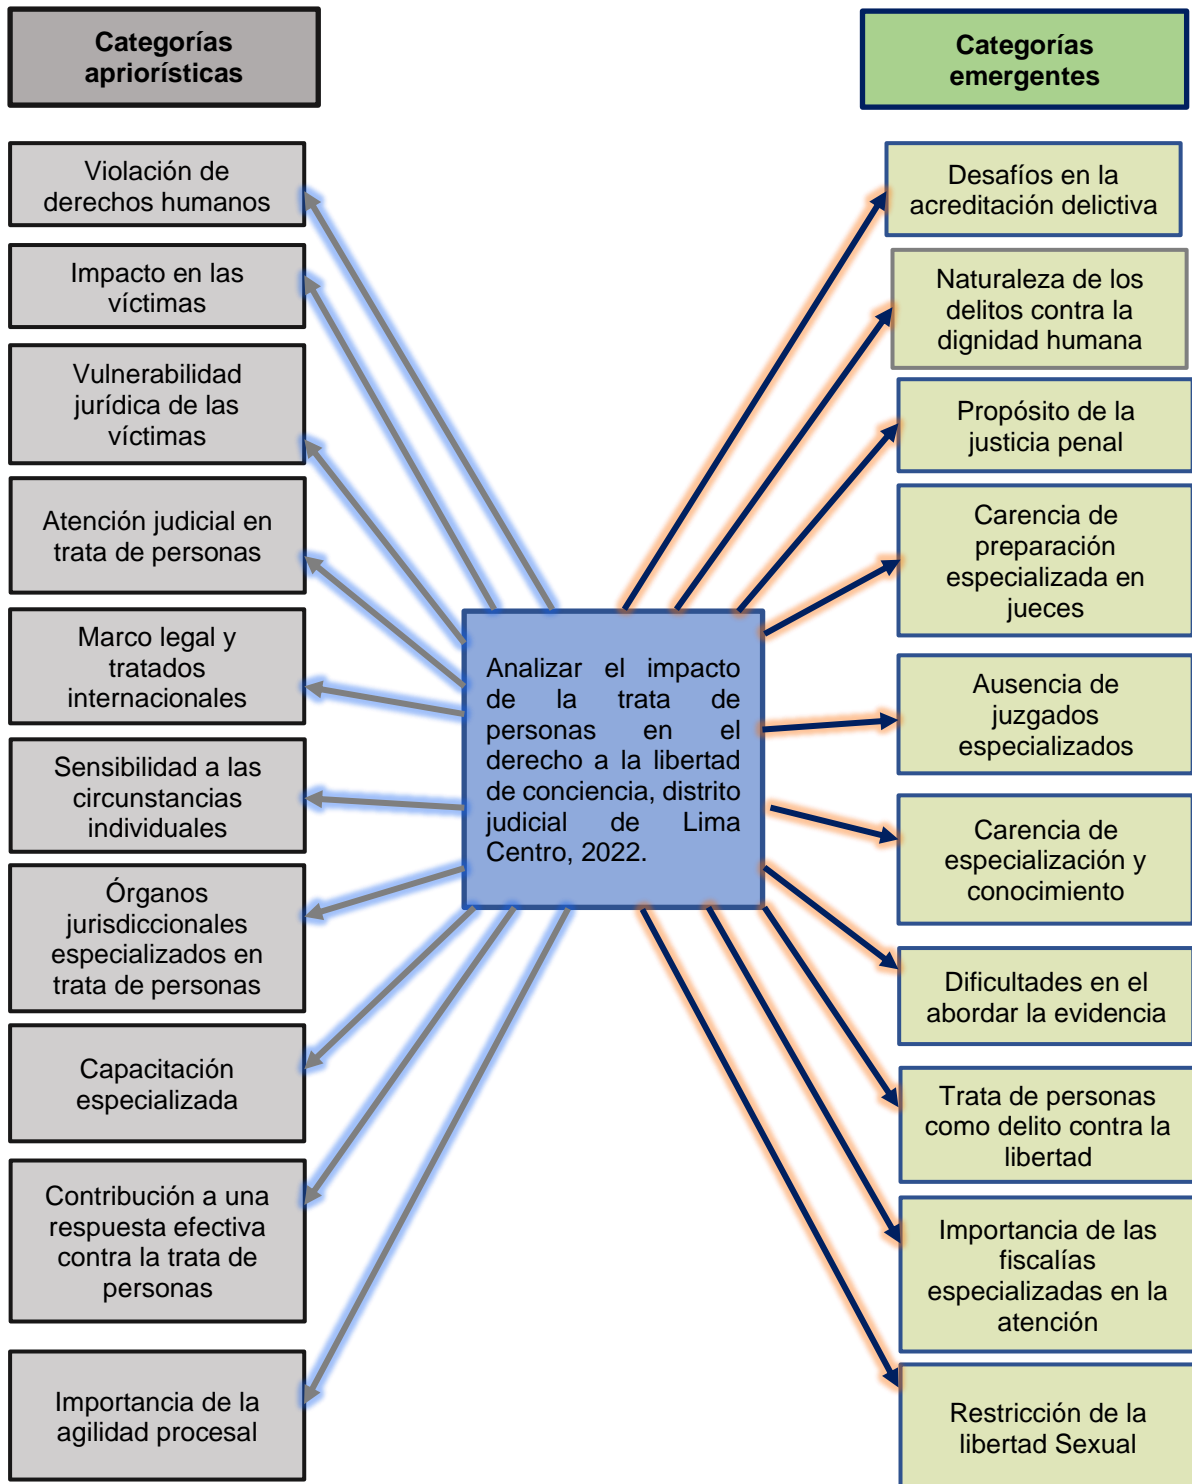 Categorías
apriorísticas
Violación de
derechos humanos
Impacto en las
víctimas
Vulnerabilidad
jurídica de las
víctimas
Atención judicial en
trata de personas
Marco legal y
tratados
internacionales
Sensibilidad a las
circunstancias
individuales
Órganos
jurisdiccionales
especializados en
trata de personas
Capacitación
especializada
Contribución a una
respuesta efectiva
contra la trata de
personas
Importancia de la
agilidad procesal
Analizar el impacto
de la trata de
personas en el
derecho a la libertad
de conciencia, distrito
judicial de Lima
Centro, 2022.
Categorías
emergentes
Desafíos en la
acreditación delictiva
Naturaleza de los
delitos contra la
dignidad humana
Propósito de la
justicia penal
Carencia de
preparación
especializada en
jueces
Ausencia de
juzgados
especializados
Carencia de
especialización y
conocimiento
Dificultades en el
abordar la evidencia
Trata de personas
como delito contra la
libertad
Importancia de las
fiscalías
especializadas en la
atención
Restricción de la
libertad Sexual